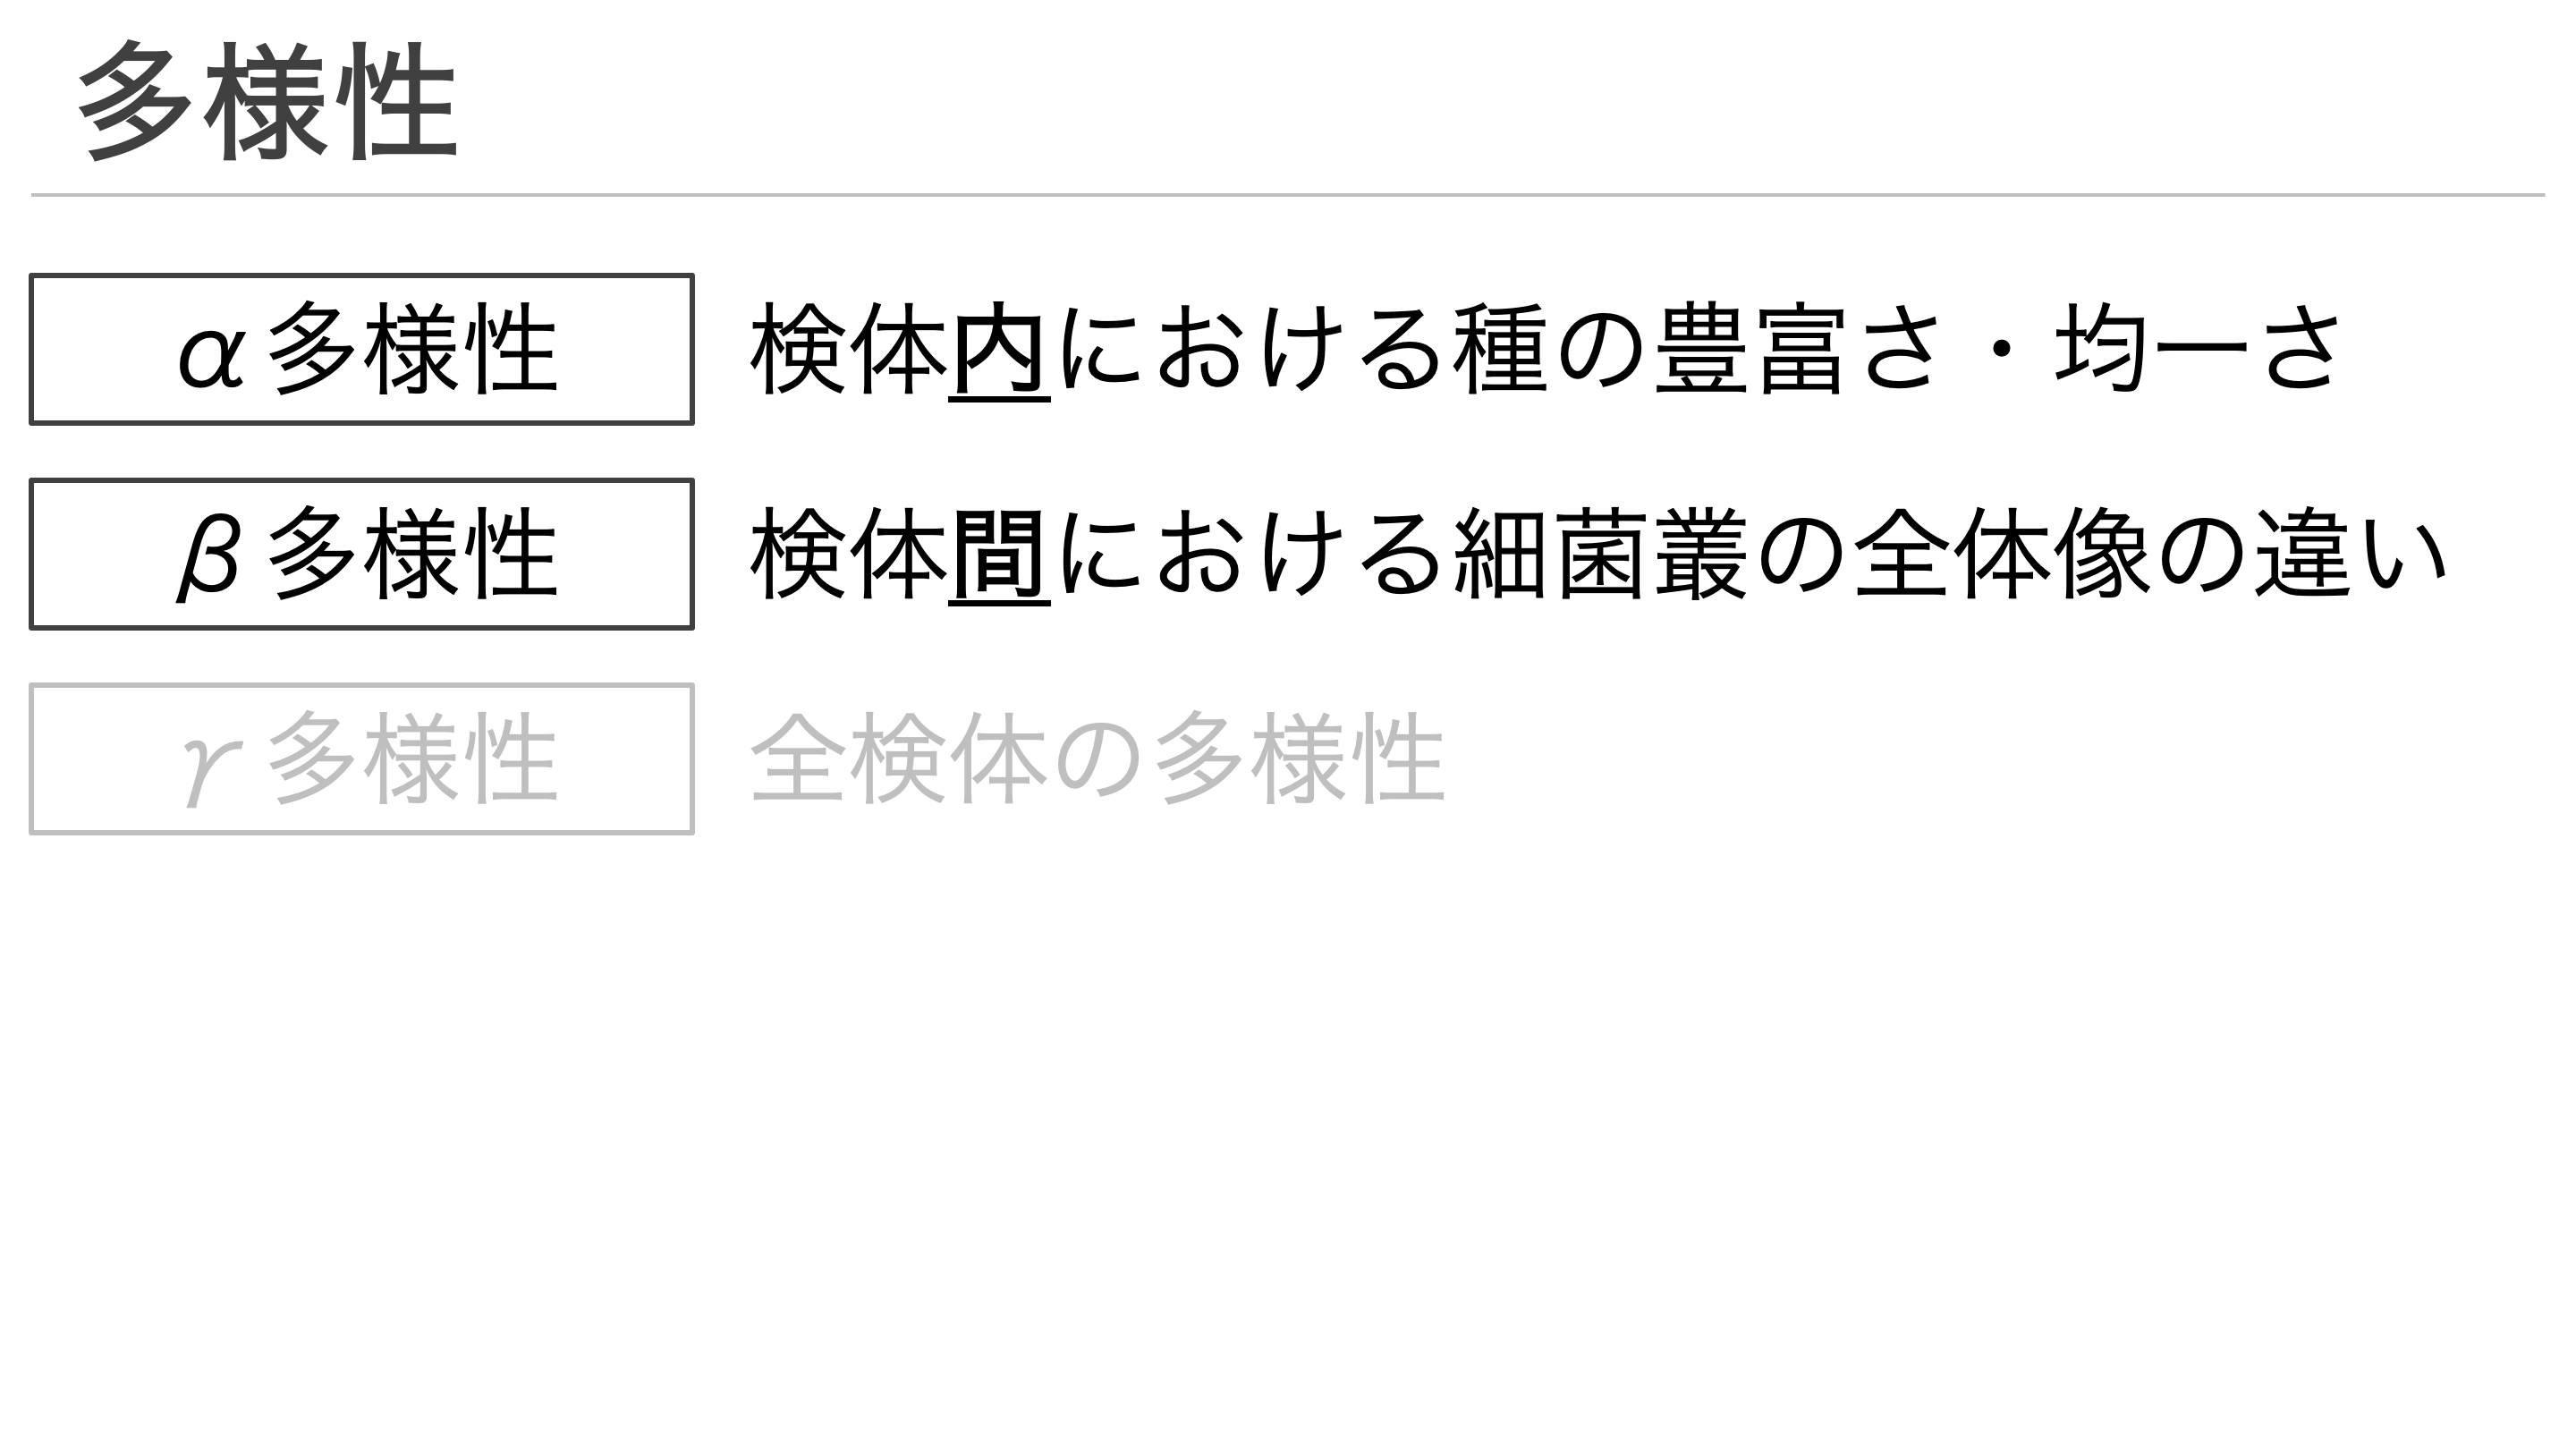 多様性
α多様性 検体内における種の豊富さ・均一さ
β多様性 検体間における細菌叢の全体像の違い
γ多様性 全検体の多様性